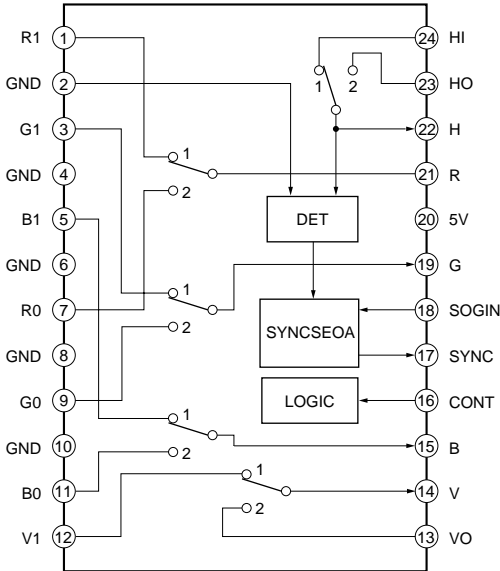 R1 1 24 HI
1 2
GND 2 23 HO
G1 3 22 H
1
GND 4 21 R
2
B1 5 DET 20 5V
GND 6 19 G
1
R0 7 18 SOGIN
2
SYNCSEOA
GND 8 17 SYNC
G0 9 LOGIC 16 CONT
1
GND 10 15 B
2
1
B0 11 14 V
2
V1 12 13 VO